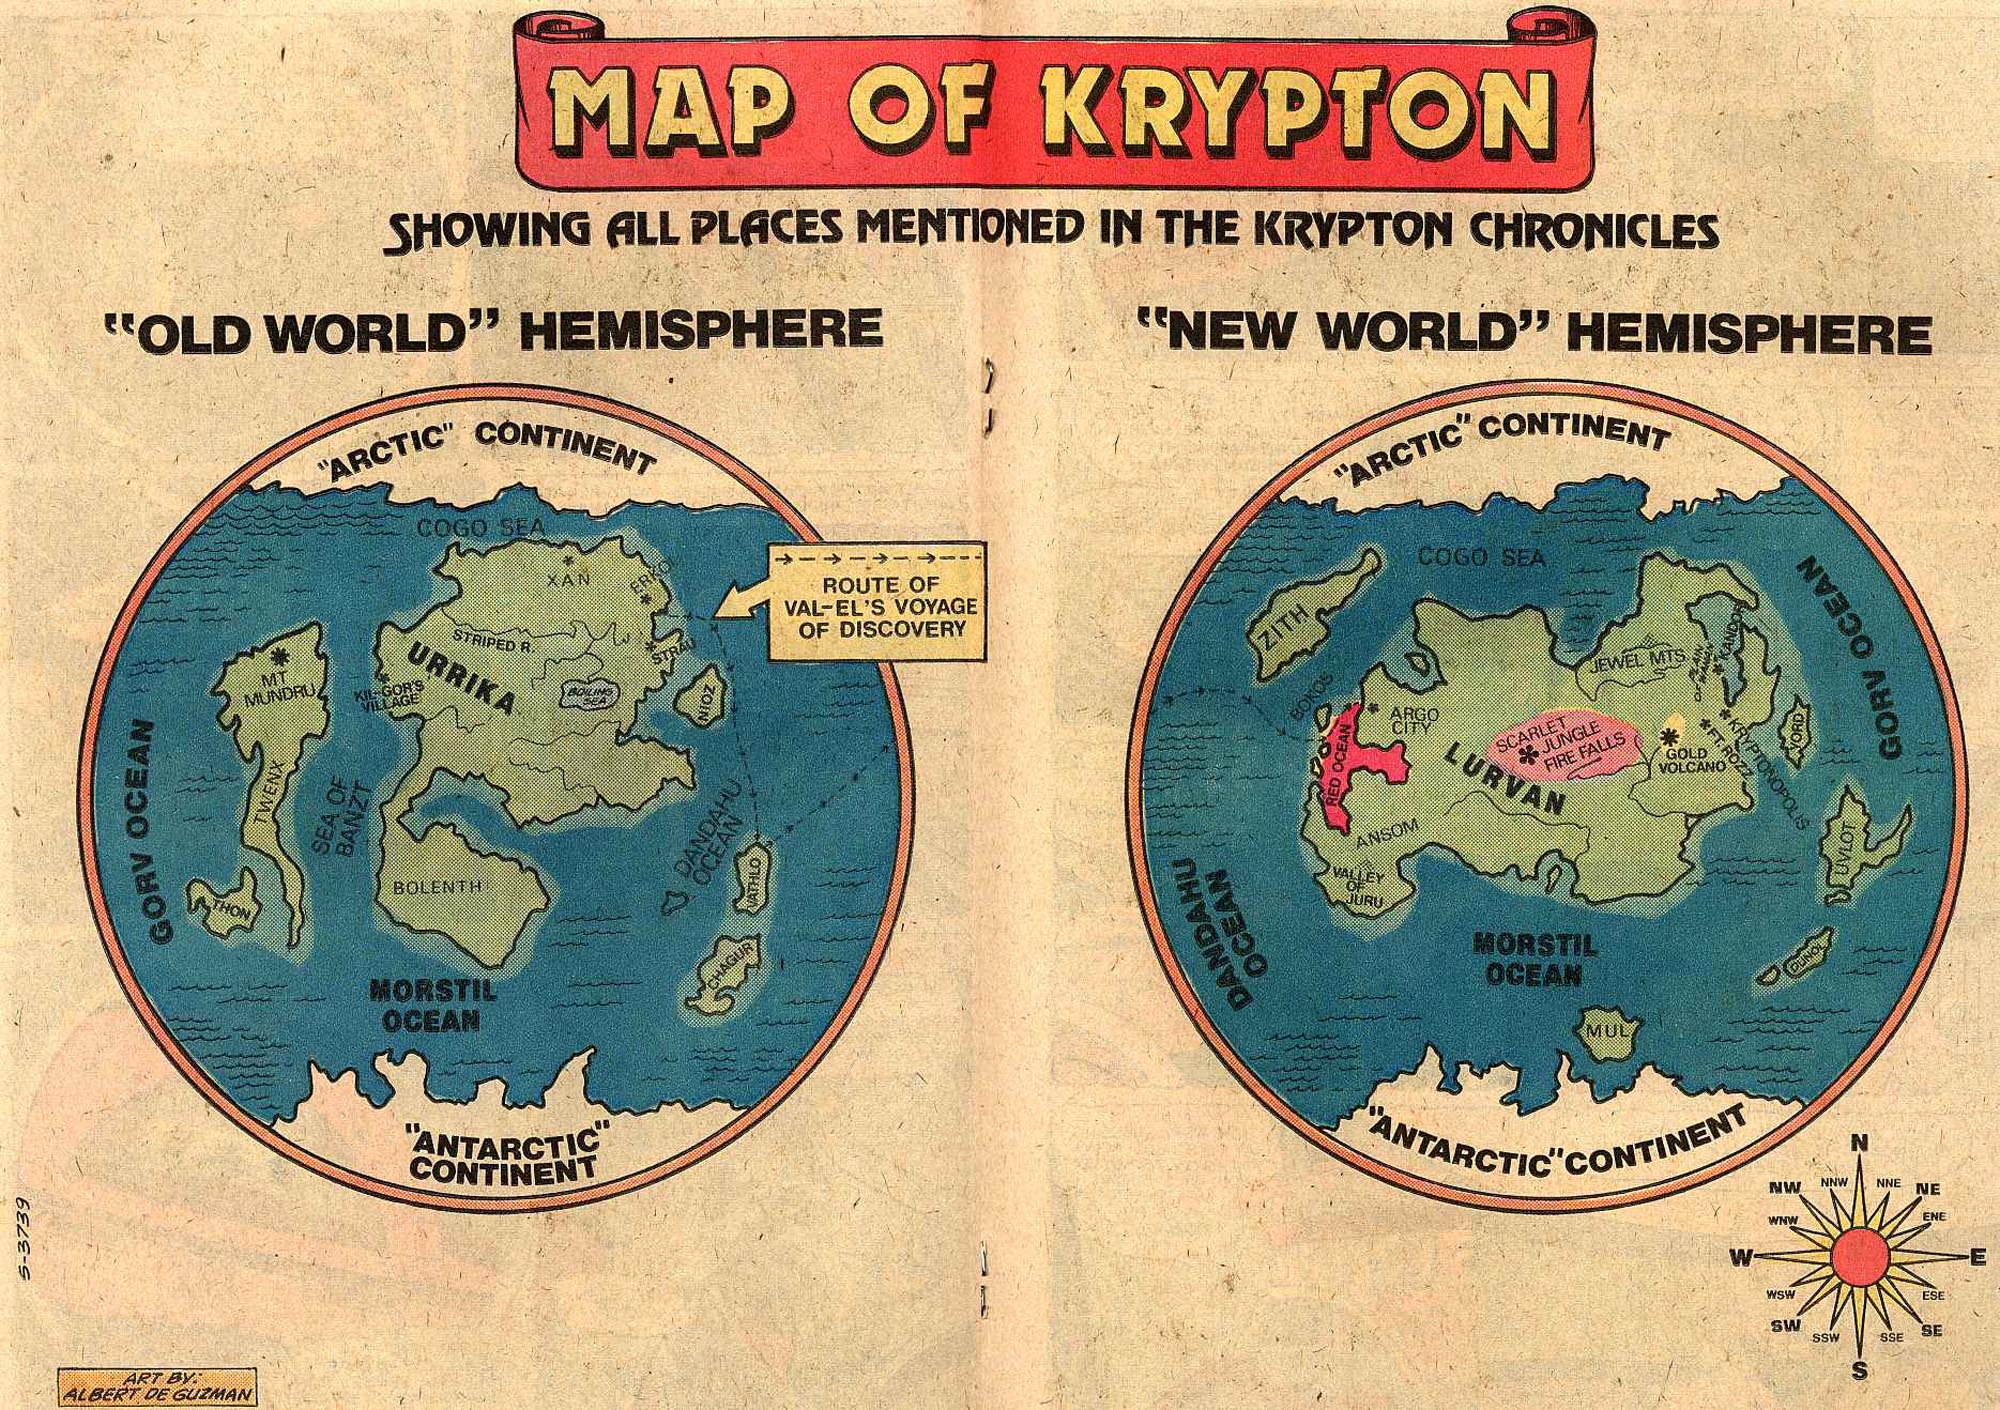 MAP OF KRYPTON
SHOWING ALL PLACES MENTIONED IN THE KRYPTON CHRONICLES
"OLD WORLD" HEMISPHERE
"ARCTIC" CONTINENT
COGO SEA
XAN
ERKOL
STRIPED R.
STRAU
URRIKA
KIL-GOR'S
VILLAGE
BOILING
SEA
NIOZ
MT
MUNDRU
TWENX
THON
SEA OF
BANZT
GORV OCEAN
BOLENTH
DANDAHU
OCEAN
VATHLO
CHAGUR
MORSTIL
OCEAN
"ANTARCTIC"
CONTINENT
ROUTE OF
VAL-EL'S VOYAGE
OF DISCOVERY
"NEW WORLD" HEMISPHERE
"ARCTIC" CONTINENT
COGO SEA
GORV OCEAN
ZITH
BOKOS
JEWEL MTS
PLAIN
KANDOR
ARGO
CITY
RED OCEAN
SCARLET
JUNGLE
FIRE FALLS
LURVAN
GOLD
VOLCANO
FT. ROZZ
KRYPTONOPOLIS
ANSOM
VALLEY
OF
JURU
UVLOT
DANDAHU
OCEAN
MORSTIL
OCEAN
MUL
"ANTARCTIC" CONTINENT
N
NNW
NNE
NW
NE
WNW
ENE
W
E
WSW
ESE
SW
SE
SSW
SSE
S
5-3739
ART BY:
ALBERT DE GUZMAN